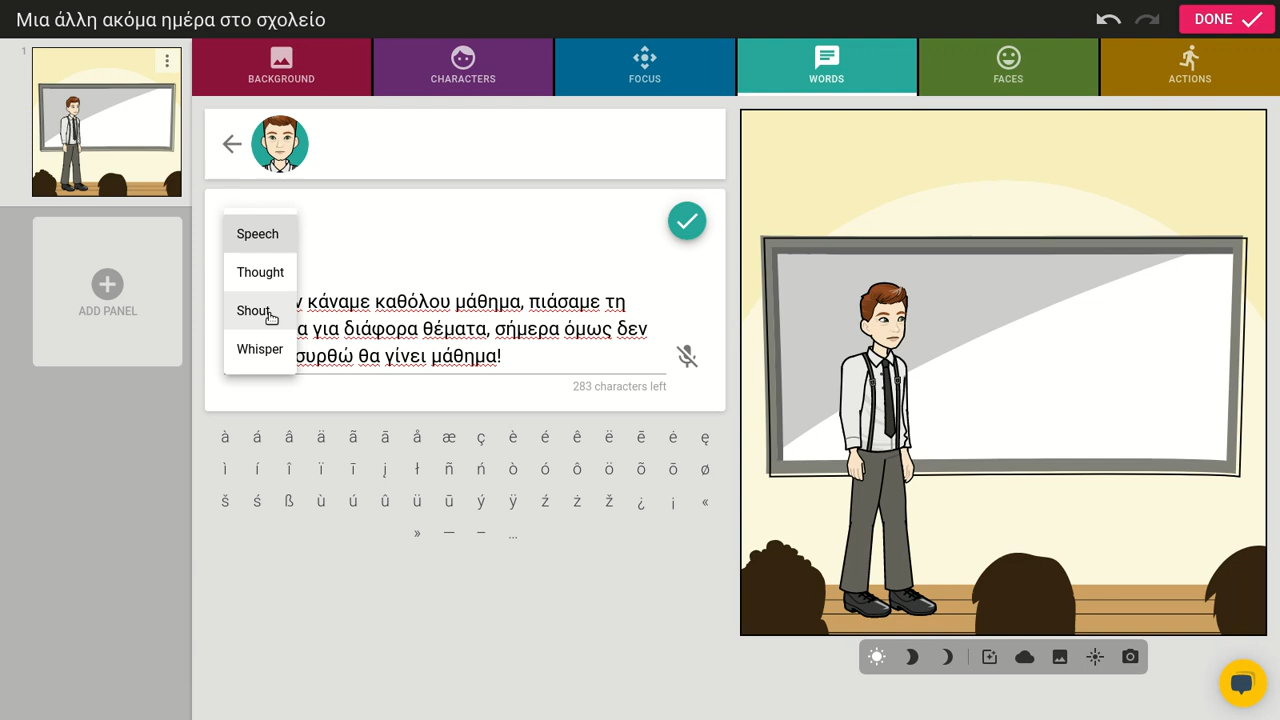 Μια άλλη ακόμα ημέρα στο σχολείο
DONE
1
BACKGROUND
CHARACTERS
FOCUS
WORDS
FACES
ACTIONS
ADD PANEL
Speech
Thought
Shout
Whisper
κάναμε καθόλου μάθημα, πιάσαμε τη
για διάφορα θέματα, σήμερα όμως δεν
θα γίνει μάθημα!
283 characters left
à á â ä ã ā å æ ç è é ê ë ē ė ę
ì í î ï ī į ł ñ ń ò ó ô ö õ ō ø
š ś ß ù ú û ü ū ý ÿ ź ż ž ¿ ¡ «
» — – …